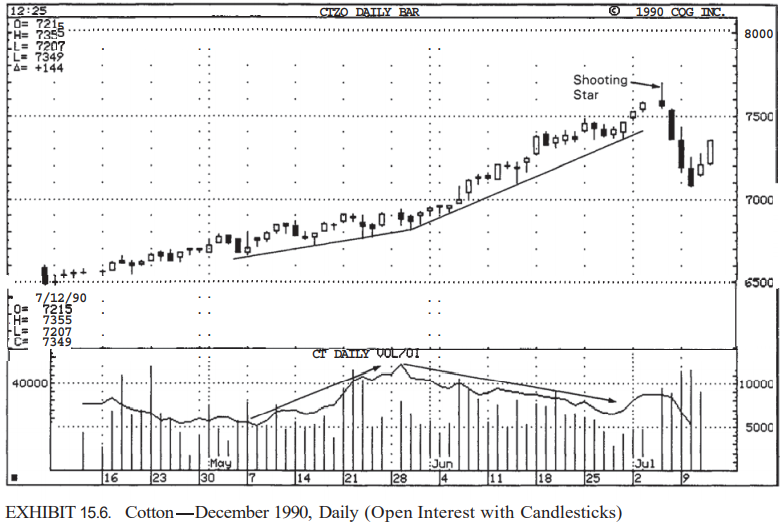 12:25 CTZO DAILY BAR © 1990 CQG INC.
O= 7215
H= 7355
L= 7207
L= 7349
Δ= +144
8000
Shooting
Star
7500
7000
6500
7/12/90
O= 7215
H= 7355
L= 7207
C= 7349
CT DAILY VOL/OI
40000 10000
5000
May Jun Jul
16 23 30 7 14 21 28 4 11 18 25 2 9
EXHIBIT 15.6. Cotton—December 1990, Daily (Open Interest with Candlesticks)